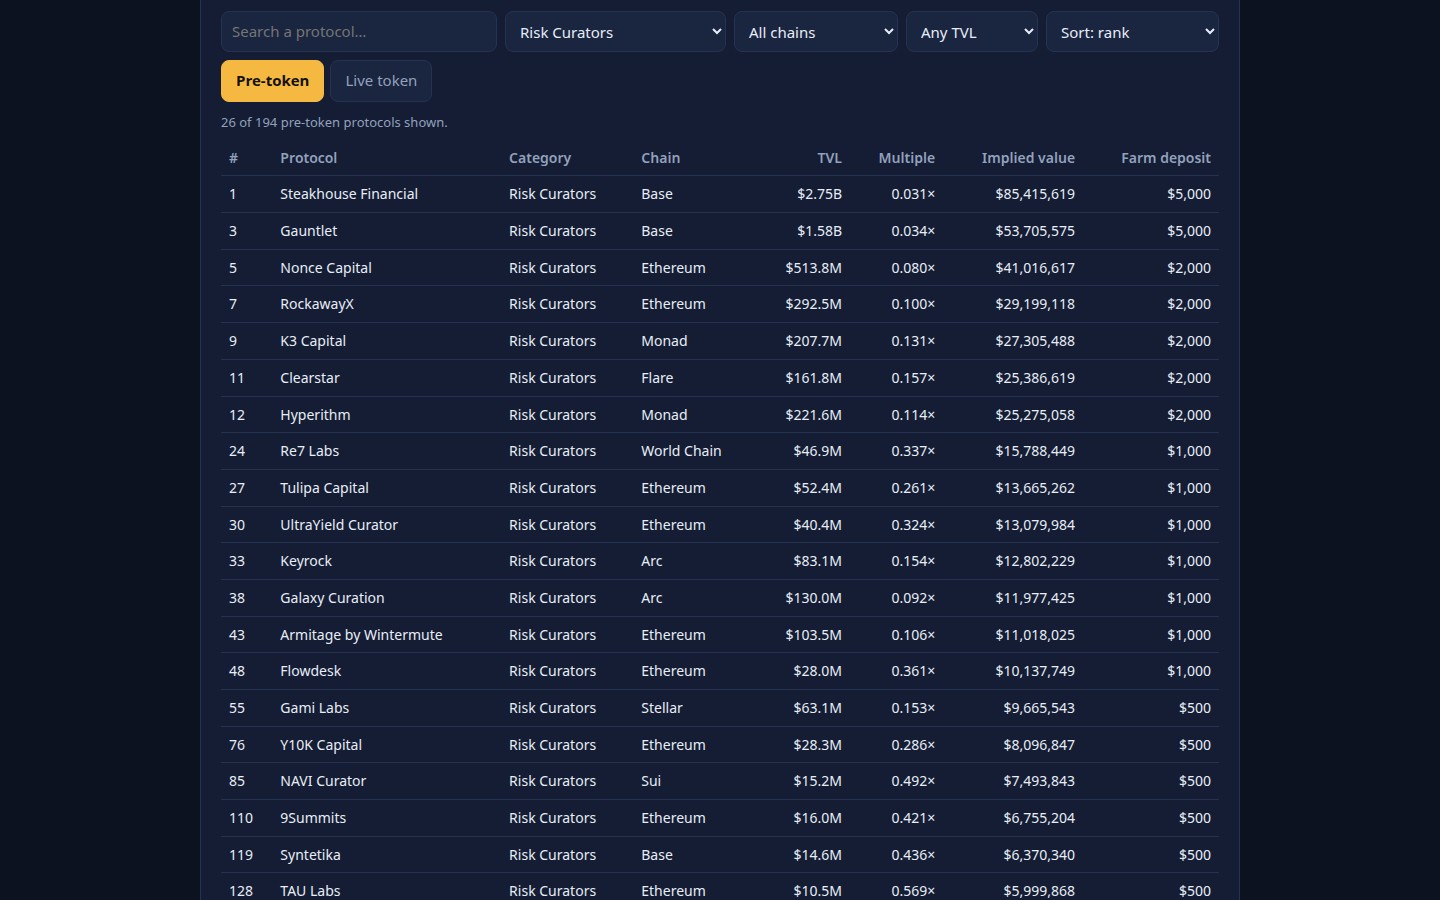 Search a protocol...
Risk Curators
All chains
Any TVL
Sort: rank
Pre-token
Live token
26 of 194 pre-token protocols shown.
# Protocol Category Chain TVL Multiple Implied value Farm deposit
1 Steakhouse Financial Risk Curators Base $2.75B 0.031× $85,415,619 $5,000
3 Gauntlet Risk Curators Base $1.58B 0.034× $53,705,575 $5,000
5 Nonce Capital Risk Curators Ethereum $513.8M 0.080× $41,016,617 $2,000
7 RockawayX Risk Curators Ethereum $292.5M 0.100× $29,199,118 $2,000
9 K3 Capital Risk Curators Monad $207.7M 0.131× $27,305,488 $2,000
11 Clearstar Risk Curators Flare $161.8M 0.157× $25,386,619 $2,000
12 Hyperithm Risk Curators Monad $221.6M 0.114× $25,275,058 $2,000
24 Re7 Labs Risk Curators World Chain $46.9M 0.337× $15,788,449 $1,000
27 Tulipa Capital Risk Curators Ethereum $52.4M 0.261× $13,665,262 $1,000
30 UltraYield Curator Risk Curators Ethereum $40.4M 0.324× $13,079,984 $1,000
33 Keyrock Risk Curators Arc $83.1M 0.154× $12,802,229 $1,000
38 Galaxy Curation Risk Curators Arc $130.0M 0.092× $11,977,425 $1,000
43 Armitage by Wintermute Risk Curators Ethereum $103.5M 0.106× $11,018,025 $1,000
48 Flowdesk Risk Curators Ethereum $28.0M 0.361× $10,137,749 $1,000
55 Gami Labs Risk Curators Stellar $63.1M 0.153× $9,665,543 $500
76 Y10K Capital Risk Curators Ethereum $28.3M 0.286× $8,096,847 $500
85 NAVI Curator Risk Curators Sui $15.2M 0.492× $7,493,843 $500
110 9Summits Risk Curators Ethereum $16.0M 0.421× $6,755,204 $500
119 Syntetika Risk Curators Base $14.6M 0.436× $6,370,340 $500
128 TAU Labs Risk Curators Ethereum $10.5M 0.569× $5,999,868 $500